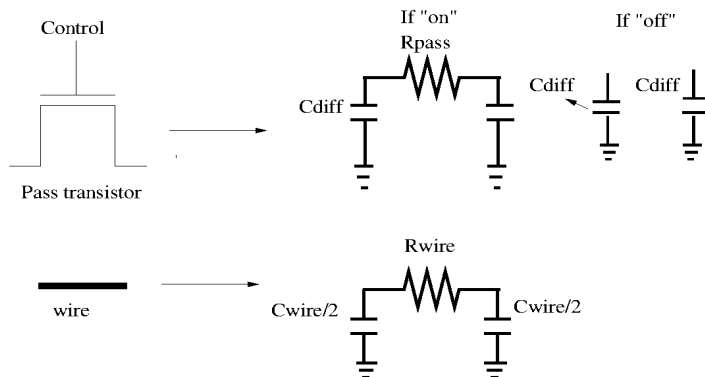 Control
If "on"
Rpass
If "off"
Cdiff
Cdiff
Cdiff
Pass transistor
Rwire
Cwire/2
Cwire/2
wire